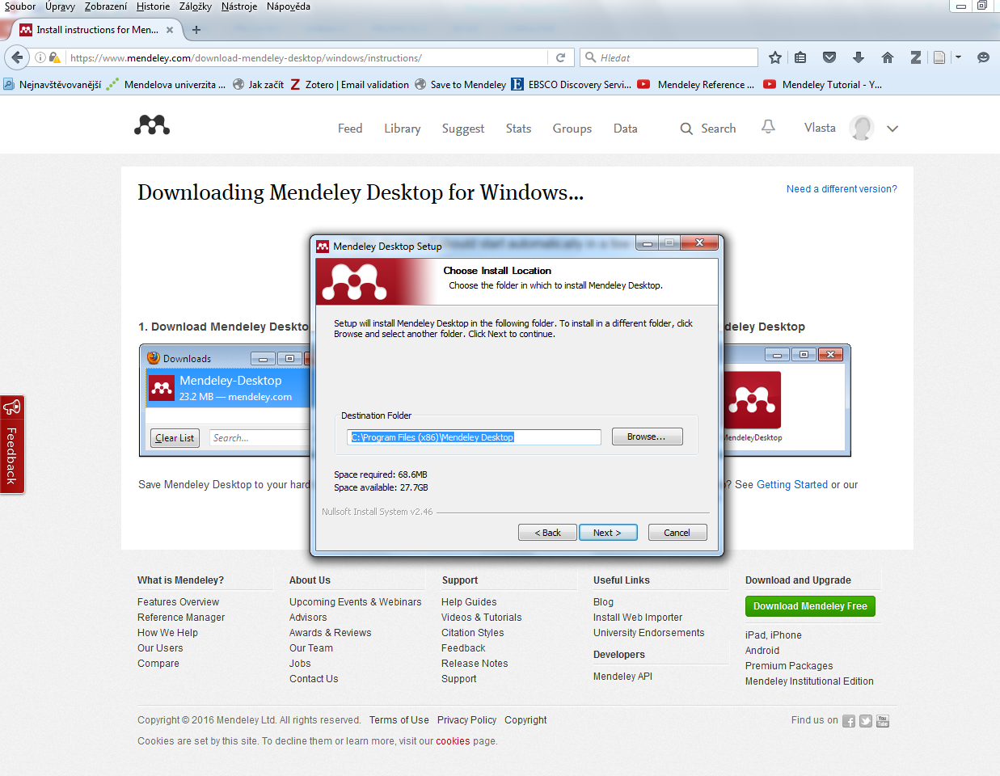 Soubor Úpravy Zobrazení Historie Záložky Nástroje Nápověda
Install instructions for Men...
https://www.mendeley.com/download-mendeley-desktop/windows/instructions/
Hledat
Nejnavštěvovanější Mendelova univerzita ... Jak začít Zotero | Email validation Save to Mendeley EBSCO Discovery Servi... Mendeley Reference ... Mendeley Tutorial - Y...
Feed Library Suggest Stats Groups Data Search Vlasta
Downloading Mendeley Desktop for Windows...
Need a different version?
Mendeley Desktop Setup
Choose Install Location
Choose the folder in which to install Mendeley Desktop.
Setup will install Mendeley Desktop in the following folder. To install in a different folder, click
Browse and select another folder. Click Next to continue.
Destination Folder
C:\Program Files (x86)\Mendeley Desktop
Browse...
Space required: 68.6MB
Space available: 27.7GB
Nullsoft Install System v2.46
< Back Next > Cancel
1. Download Mendeley Deskto
deley Desktop
Downloads
Mendeley-Desktop
23.2 MB — mendeley.com
Clear List Search...
MendeleyDesktop
Save Mendeley Desktop to your hard
? See Getting Started or our
Feedback
What is Mendeley?
Features Overview
Reference Manager
How We Help
Our Users
Compare
About Us
Upcoming Events & Webinars
Advisors
Awards & Reviews
Our Team
Jobs
Contact Us
Support
Help Guides
Videos & Tutorials
Citation Styles
Feedback
Release Notes
Support
Useful Links
Blog
Install Web Importer
University Endorsements
Developers
Mendeley API
Download and Upgrade
Download Mendeley Free
iPad, iPhone
Android
Premium Packages
Mendeley Institutional Edition
Copyright © 2016 Mendeley Ltd. All rights reserved. Terms of Use Privacy Policy Copyright
Find us on
Cookies are set by this site. To decline them or learn more, visit our cookies page.